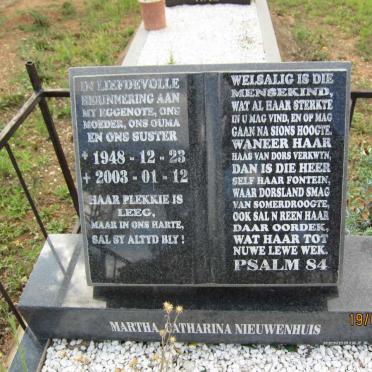 IN LIEFDEVOLLE
HERINNERING AAN
MY EGGENOTE, ONS
MOEDER, ONS OUMA
EN ONS SUSTER
* 1948 - 12 - 23
+ 2003 - 01 - 12
HAAR PLEKKIE IS
LEEG,
MAAR IN ONS HARTE,
SAL SY ALTYD BLY !
WELSALIG IS DIE
MENSEKIND,
WAT AL HAAR STERKTE
IN U MAG VIND, EN OP MAG
GAAN NA SIONS HOOGTE.
WANEER HAAR
HAAS VAN DORS VERKWYN,
DAN IS DIE HEER
SELF HAAR FONTEIN,
WAAR DORSLAND SMAG
VAN SOMERDROOGTE,
OOK SAL N REEN HAAR
DAAR OORDEK,
WAT HAAR TOT
NUWE LEWE WEK.
PSALM 84
MARTHA CATHARINA NIEUWENHUIS
19/